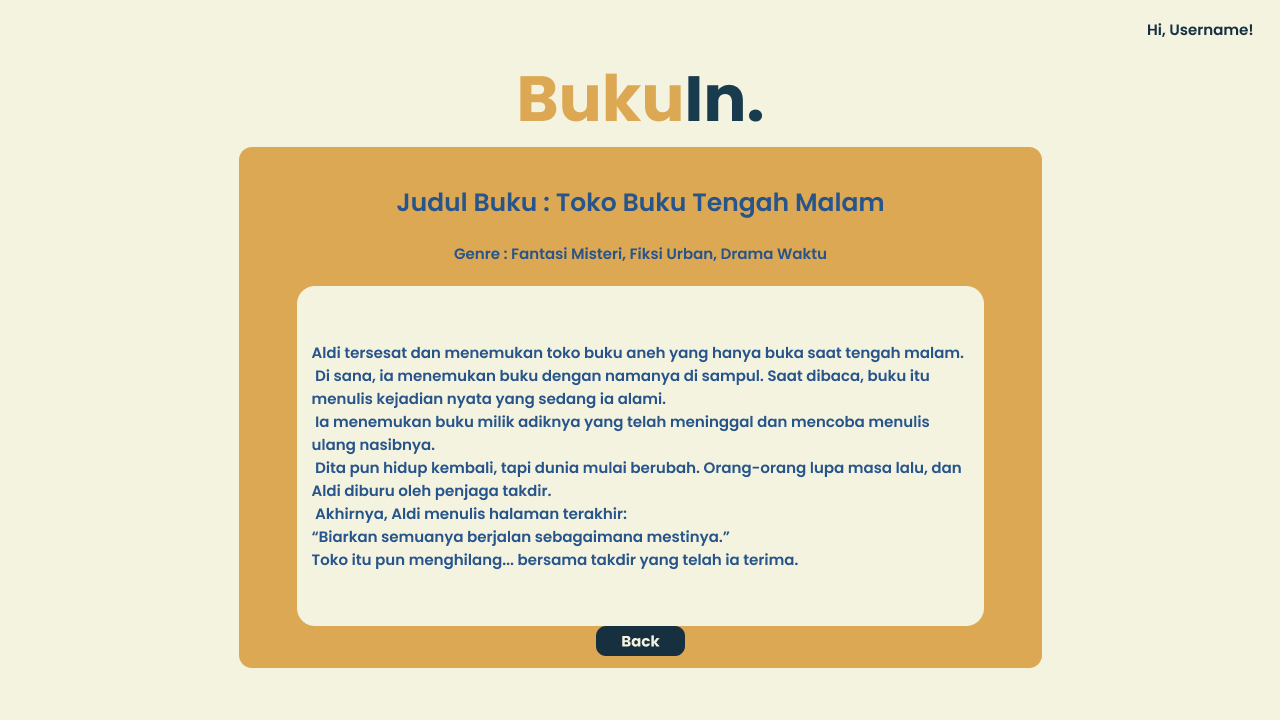 Hi, Username!
BukuIn.
Judul Buku : Toko Buku Tengah Malam
Genre : Fantasi Misteri, Fiksi Urban, Drama Waktu
Aldi tersesat dan menemukan toko buku aneh yang hanya buka saat tengah malam.
Di sana, ia menemukan buku dengan namanya di sampul. Saat dibaca, buku itu
menulis kejadian nyata yang sedang ia alami.
Ia menemukan buku milik adiknya yang telah meninggal dan mencoba menulis
ulang nasibnya.
Dita pun hidup kembali, tapi dunia mulai berubah. Orang-orang lupa masa lalu, dan
Aldi diburu oleh penjaga takdir.
Akhirnya, Aldi menulis halaman terakhir:
“Biarkan semuanya berjalan sebagaimana mestinya.”
Toko itu pun menghilang... bersama takdir yang telah ia terima.
Back